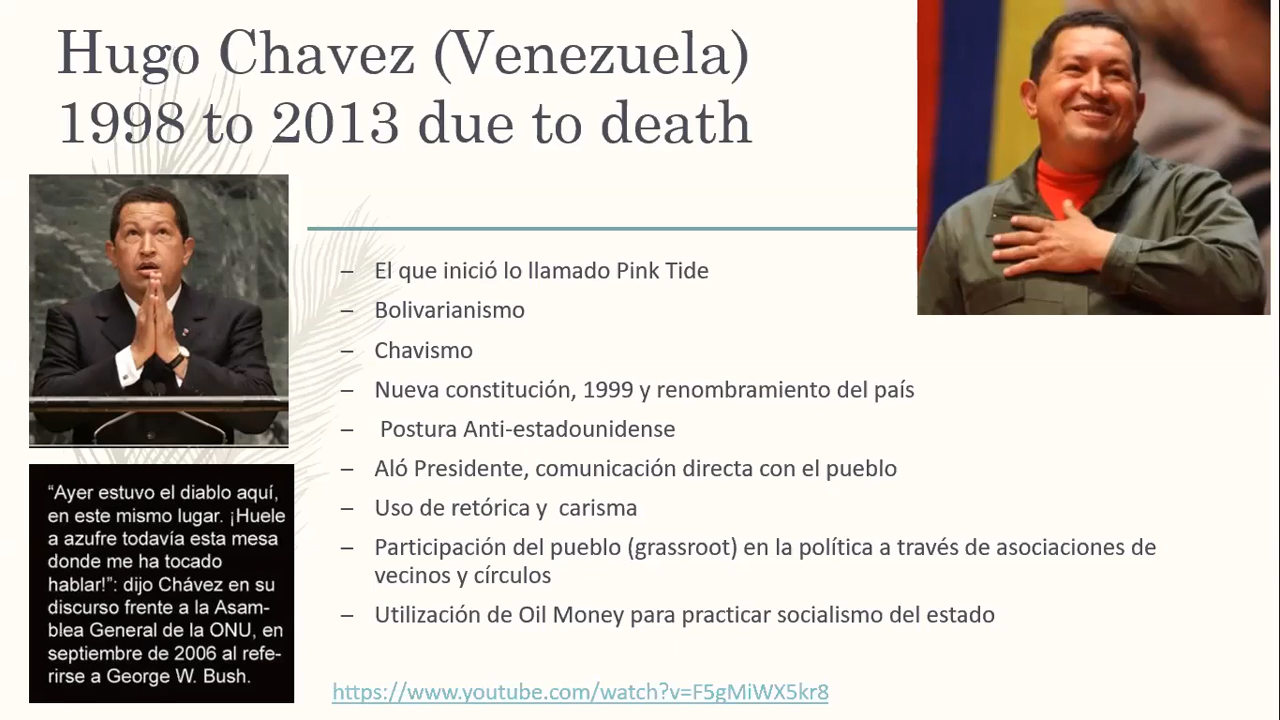 Hugo Chavez (Venezuela)
1998 to 2013 due to death
– El que inició lo llamado Pink Tide
– Bolivarianismo
– Chavismo
– Nueva constitución, 1999 y renombramiento del país
– Postura Anti-estadounidense
– Aló Presidente, comunicación directa con el pueblo
– Uso de retórica y carisma
– Participación del pueblo (grassroot) en la política a través de asociaciones de
vecinos y círculos
– Utilización de Oil Money para practicar socialismo del estado
“Ayer estuvo el diablo aquí,
en este mismo lugar. ¡Huele
a azufre todavía esta mesa
donde me ha tocado
hablar!”: dijo Chávez en su
discurso frente a la Asam-
blea General de la ONU, en
septiembre de 2006 al refe-
rirse a George W. Bush.
https://www.youtube.com/watch?v=F5gMiWX5kr8